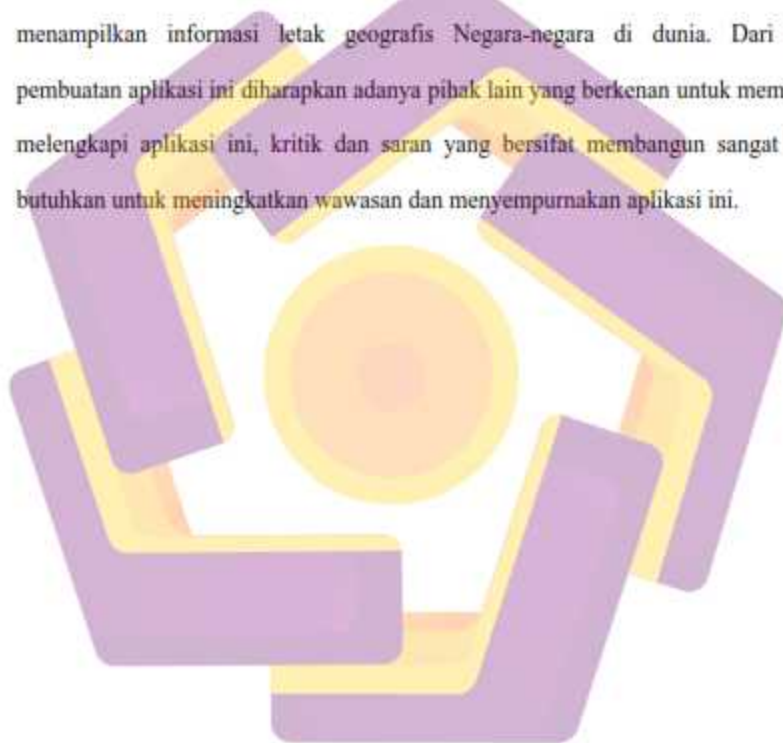 menampilkan informasi letak geografis Negara-negara di dunia. Dari
pembuatan aplikasi ini diharapkan adanya pihak lain yang berkenan untuk mem
melengkapi aplikasi ini, kritik dan saran yang bersifat membangun sangat
butuhkan untuk meningkatkan wawasan dan menyempurnakan aplikasi ini.